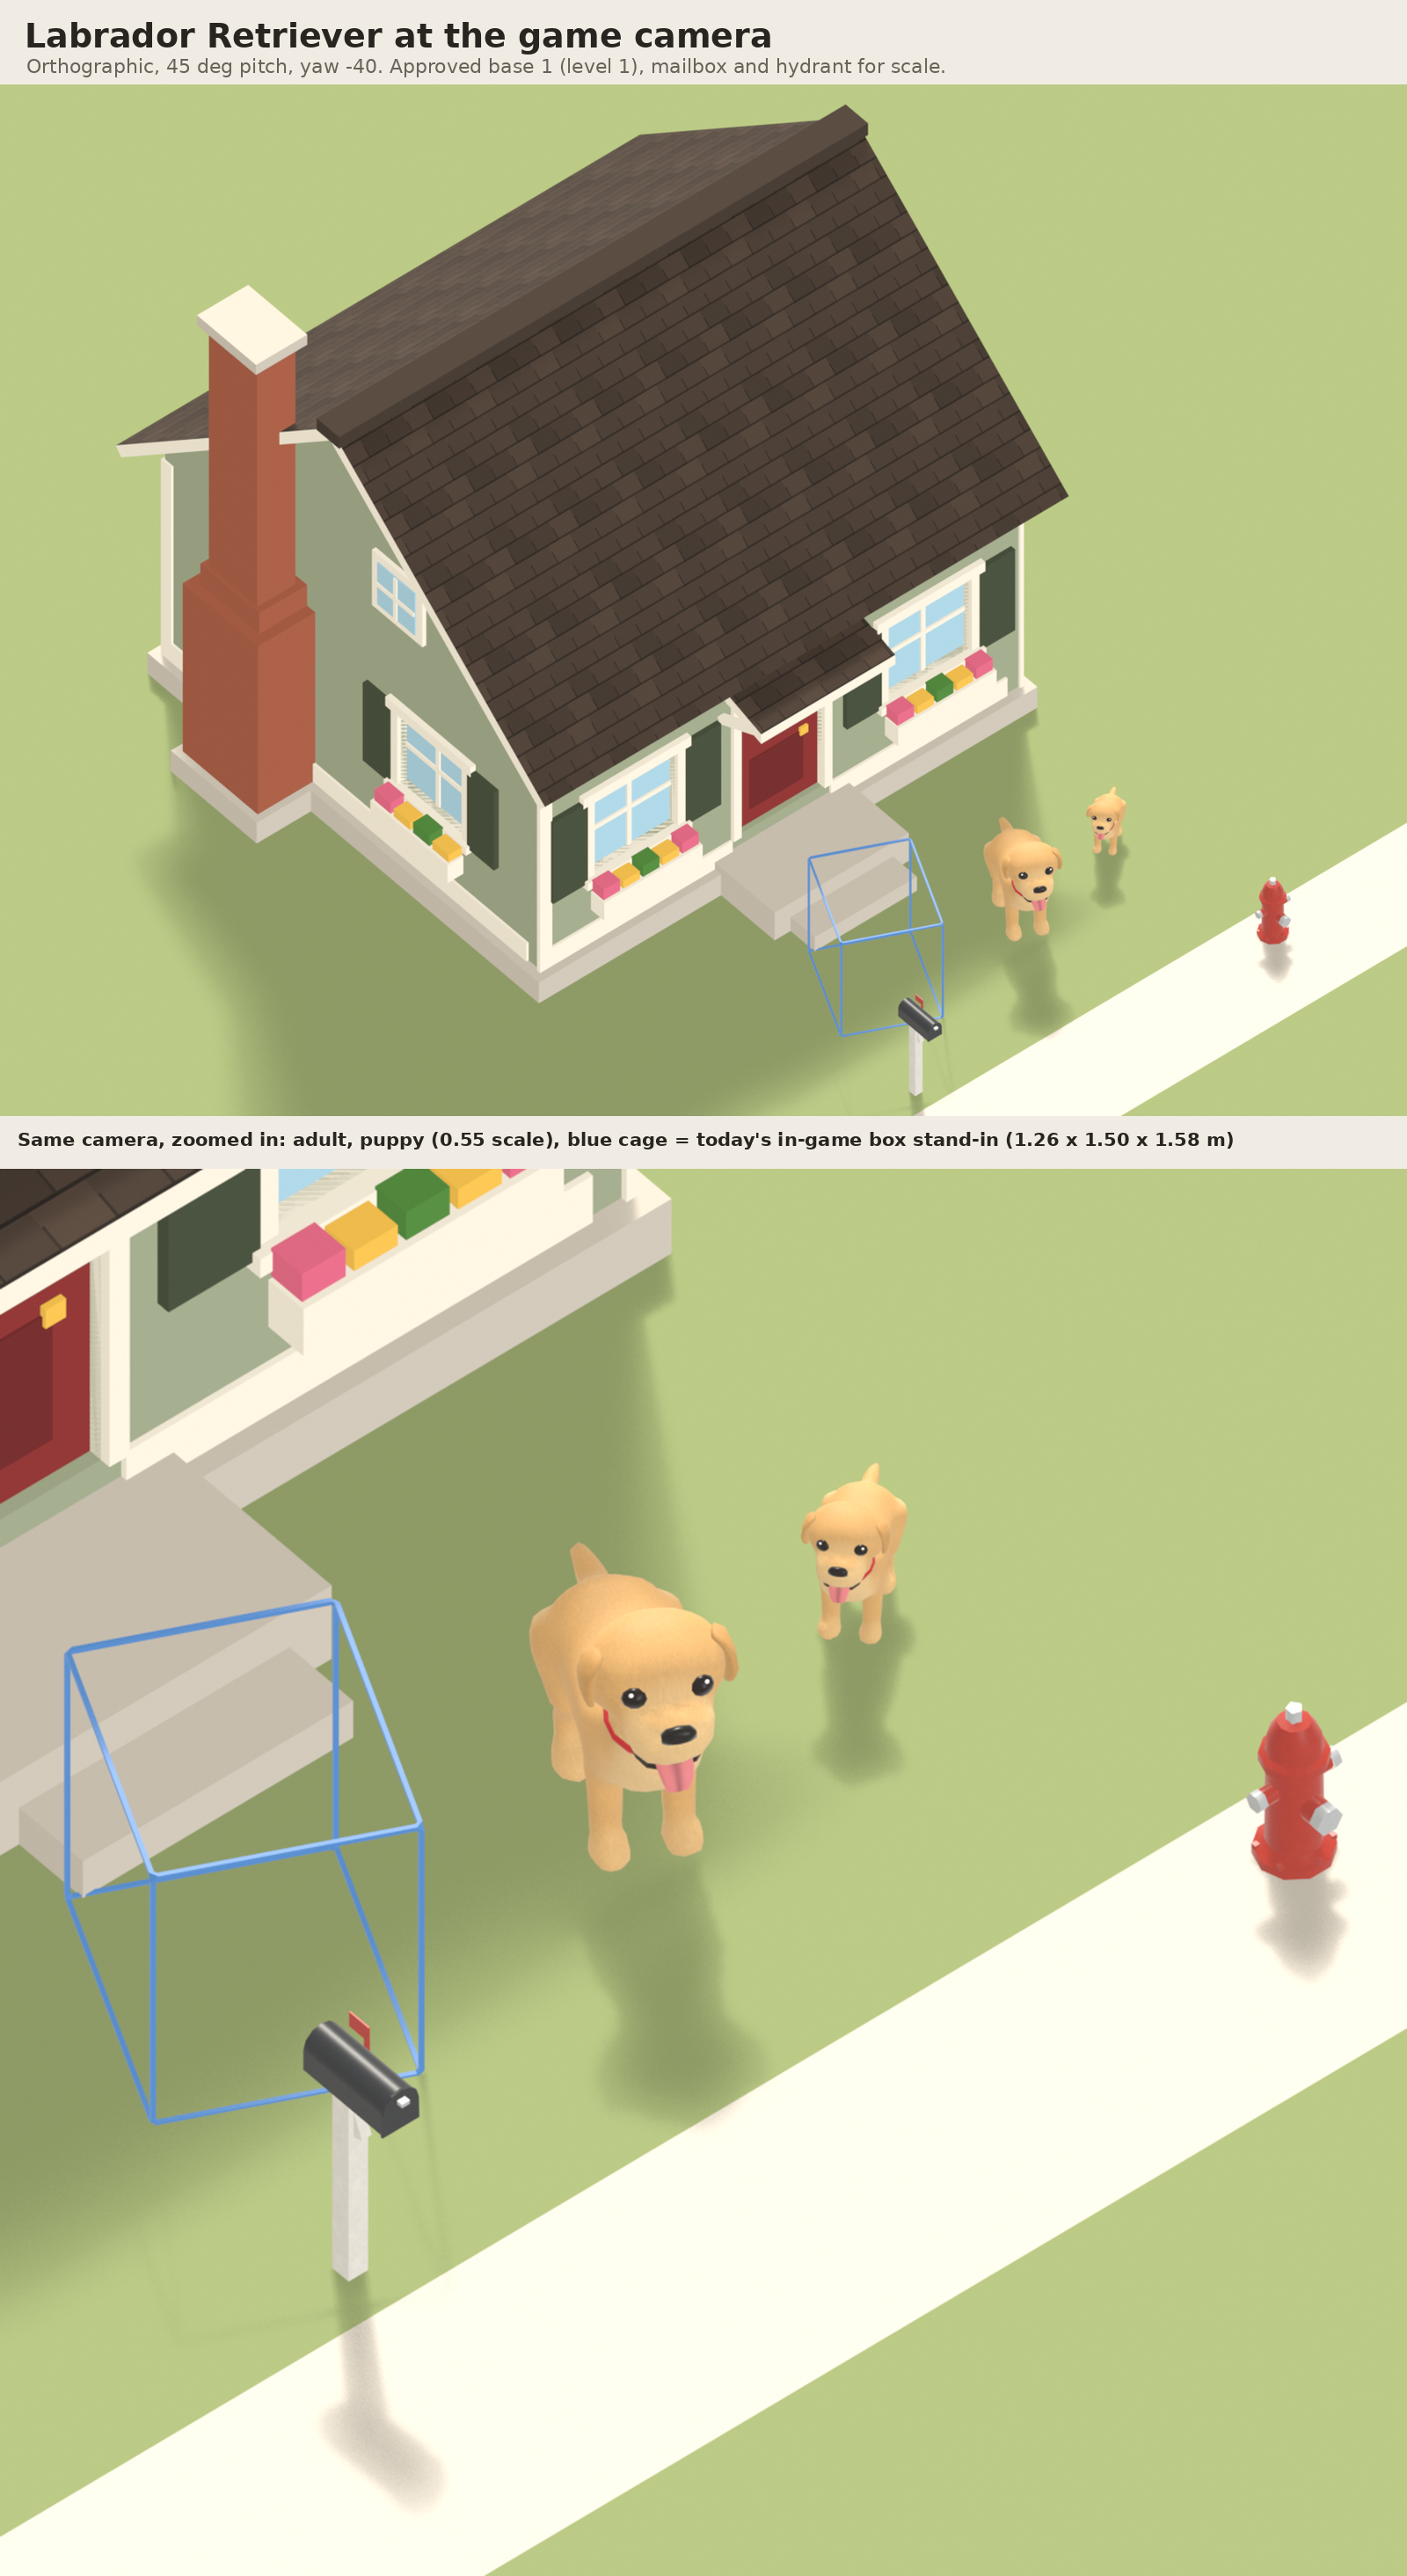 Labrador Retriever at the game camera
Orthographic, 45 deg pitch, yaw -40. Approved base 1 (level 1), mailbox and hydrant for scale.
Same camera, zoomed in: adult, puppy (0.55 scale), blue cage = today's in-game box stand-in (1.26 x 1.50 x 1.58 m)